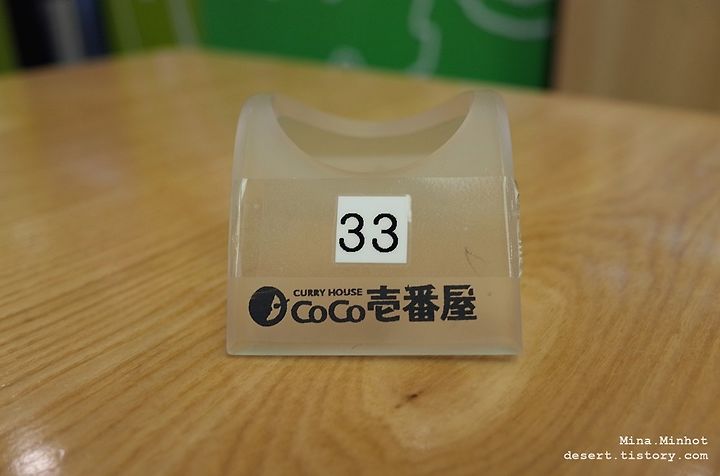 33
CURRY HOUSE
CoCo壱番屋
Mina.Minhot
desert.tistory.com